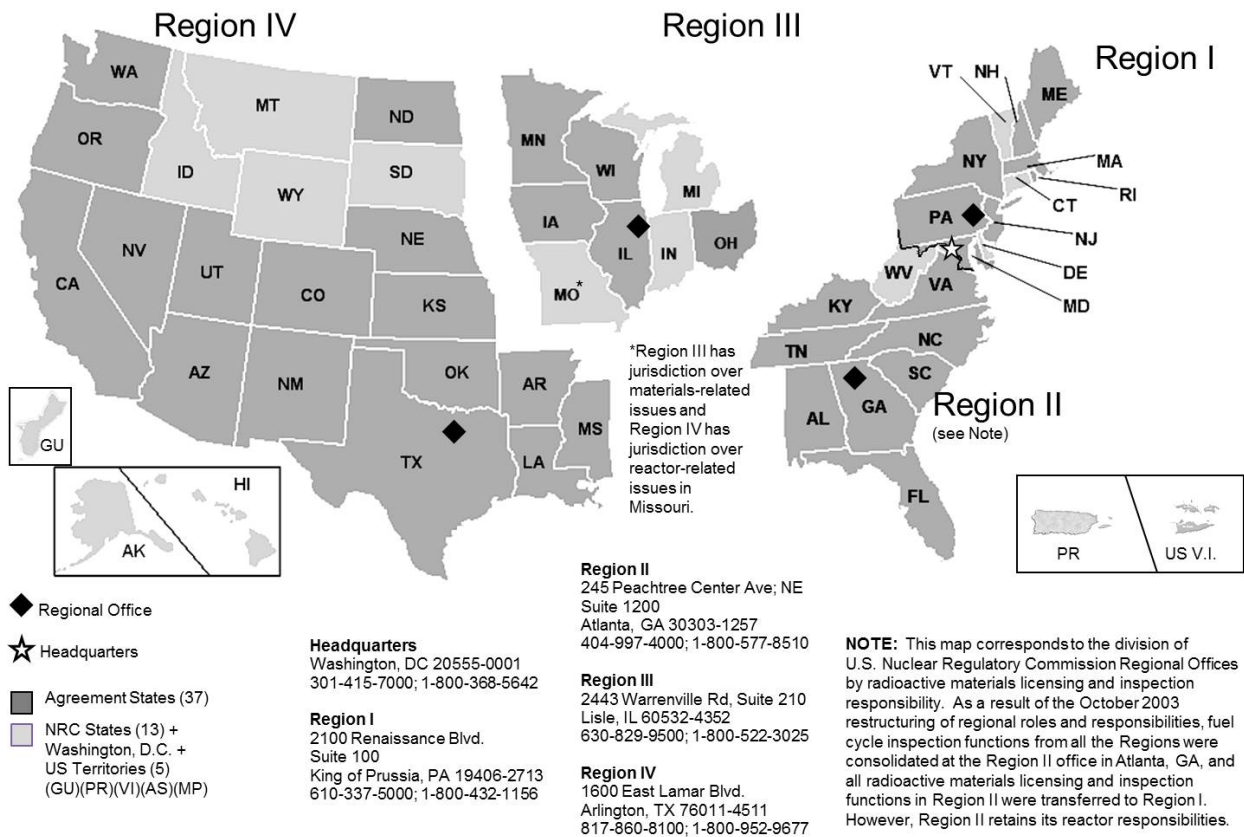 Region IV
Region III
Region I
WA
MT
ND
OR
ID
SD
WY
NE
NV
UT
CO
KS
CA
AZ
NM
OK
TX
AR
LA
MS
MN
WI
MI
IA
IL
IN
OH
MO*
VT
NH
ME
NY
MA
RI
CT
PA
NJ
DE
MD
WV
VA
KY
NC
TN
SC
AL
GA
FL
Region II
(see Note)
*Region III has
jurisdiction over
materials-related
issues and
Region IV has
jurisdiction over
reactor-related
issues in
Missouri.
GU
HI
AK
PR
US V.I.
Regional Office
Headquarters
Agreement States (37)
NRC States (13) +
Washington, D.C. +
US Territories (5)
(GU)(PR)(VI)(AS)(MP)
Headquarters
Washington, DC 20555-0001
301-415-7000; 1-800-368-5642
Region I
2100 Renaissance Blvd.
Suite 100
King of Prussia, PA 19406-2713
610-337-5000; 1-800-432-1156
Region II
245 Peachtree Center Ave; NE
Suite 1200
Atlanta, GA 30303-1257
404-997-4000; 1-800-577-8510
Region III
2443 Warrenville Rd, Suite 210
Lisle, IL 60532-4352
630-829-9500; 1-800-522-3025
Region IV
1600 East Lamar Blvd.
Arlington, TX 76011-4511
817-860-8100; 1-800-952-9677
NOTE: This map corresponds to the division of
U.S. Nuclear Regulatory Commission Regional Offices
by radioactive materials licensing and inspection
responsibility. As a result of the October 2003
restructuring of regional roles and responsibilities, fuel
cycle inspection functions from all the Regions were
consolidated at the Region II office in Atlanta, GA, and
all radioactive materials licensing and inspection
functions in Region II were transferred to Region I.
However, Region II retains its reactor responsibilities.